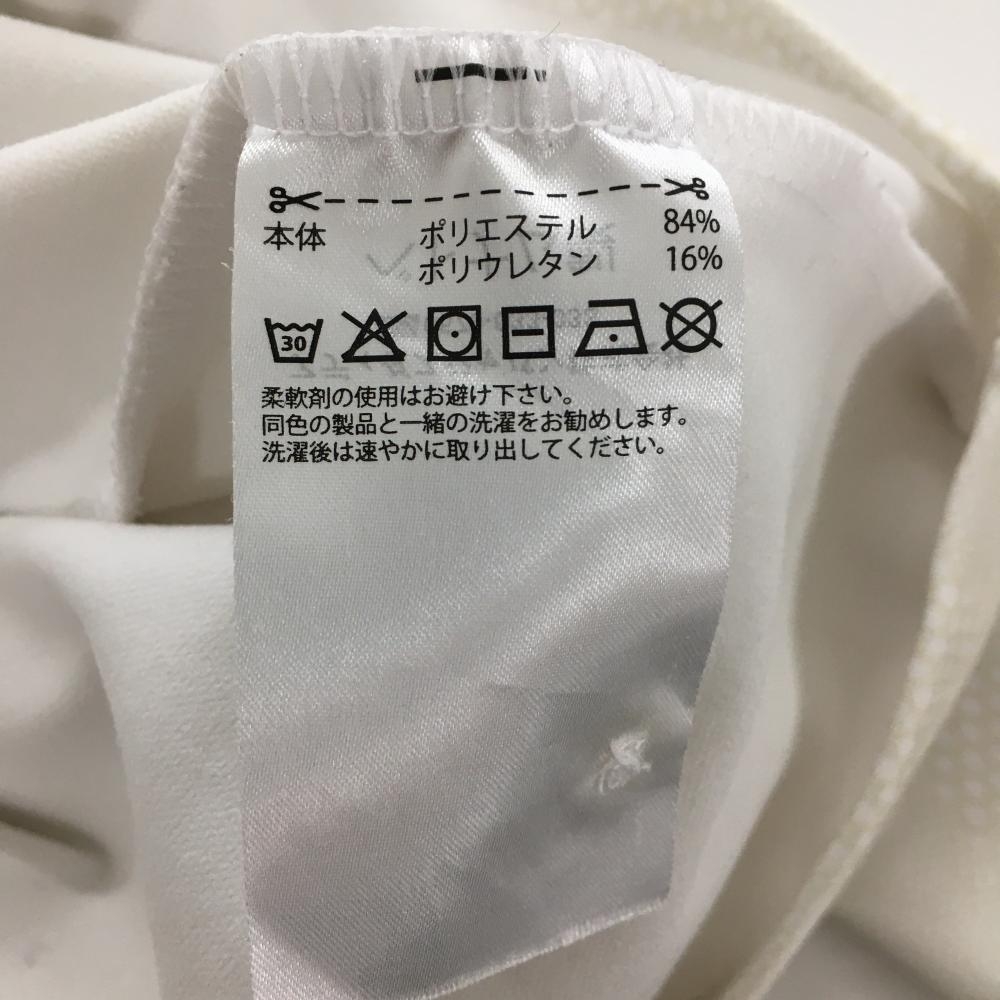 本体 ポリエステル 84%
ポリウレタン 16%
30
柔軟剤の使用はお避け下さい。
同色の製品と一緒の洗濯をお勧めします。
洗濯後は速やかに取り出してください。